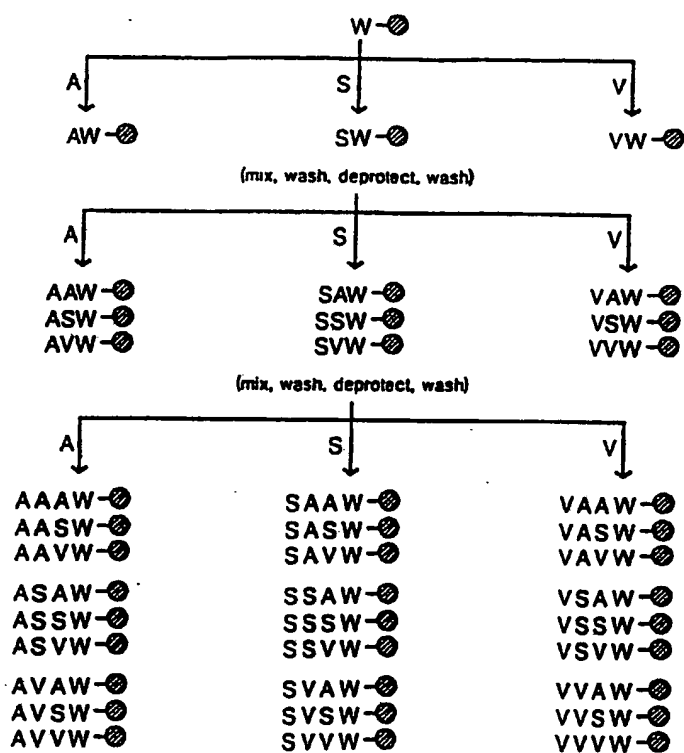 W
A S V
AW SW VW
(mix, wash, deprotect, wash)
A S V
AAW SAW VAW
ASW SSW VSW
AVW SVW VVW
(mix, wash, deprotect, wash)
A S V
AAAW SAAW VAAW
AASW SASW VASW
AAVW SAVW VAVW
ASAW SSAW VSAW
ASSW SSSW VSSW
ASVW SSVW VSVW
AVAW SVAW VVAW
AVSW SVSW VVSW
AVVW SVVW VVVW